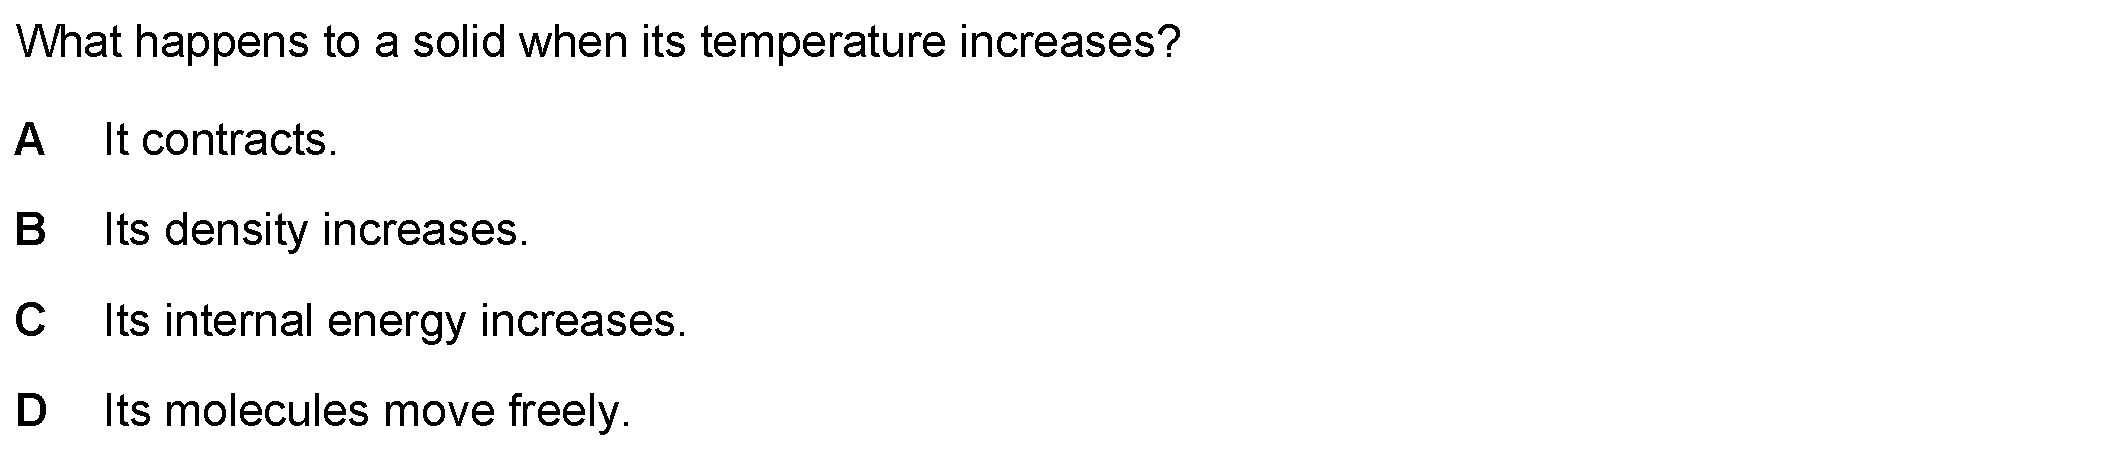 What happens to a solid when its temperature increases?
A It contracts.
B Its density increases.
C Its internal energy increases.
D Its molecules move freely.